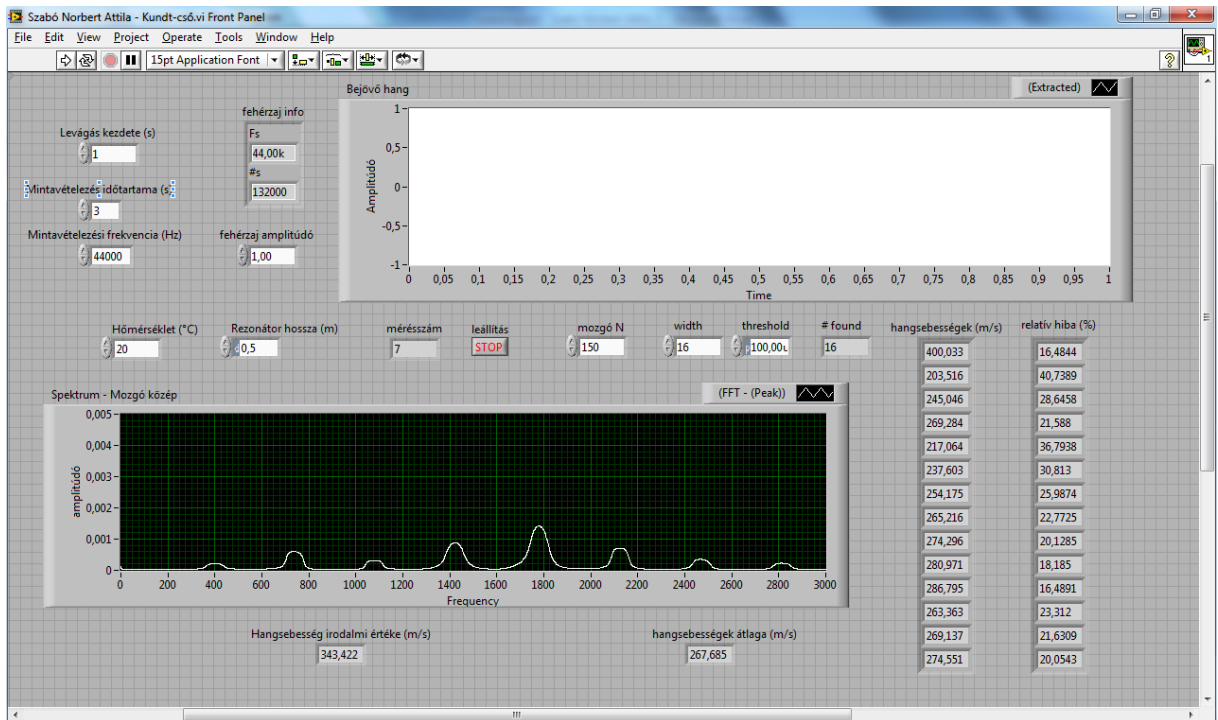 Szabó Norbert Attila - Kundt-cső.vi Front Panel
File Edit View Project Operate Tools Window Help
15pt Application Font
1
Bejövő hang
(Extracted)
Levágás kezdete (s)
1
fehérzaj info
Fs
44,00k
#s
132000
Mintavételezés időtartama (s)
3
Mintavételezési frekvencia (Hz)
44000
fehérzaj amplitúdó
1,00
Amplitúdó
1
0,5
0
-0,5
-1
0 0,05 0,1 0,15 0,2 0,25 0,3 0,35 0,4 0,45 0,5 0,55 0,6 0,65 0,7 0,75 0,8 0,85 0,9 0,95 1
Time
Hőmérséklet (°C)
20
Rezonátor hossza (m)
0,5
mérésszám
7
leállítás
STOP
mozgó N
150
width
16
threshold
100,00u
# found
16
hangsebességek (m/s)
400,033
203,516
245,046
269,284
217,064
237,603
254,175
265,216
274,296
280,971
286,795
263,363
269,137
274,551
relatív hiba (%)
16,4844
40,7389
28,6458
21,588
36,7938
30,813
25,9874
22,7725
20,1285
18,185
16,4891
23,312
21,6309
20,0543
Spektrum - Mozgó közép
(FFT - (Peak))
amplitúdó
0,005
0,004
0,003
0,002
0,001
0
0 200 400 600 800 1000 1200 1400 1600 1800 2000 2200 2400 2600 2800 3000
Frequency
Hangsebesség irodalmi értéke (m/s)
343,422
hangsebességek átlaga (m/s)
267,685